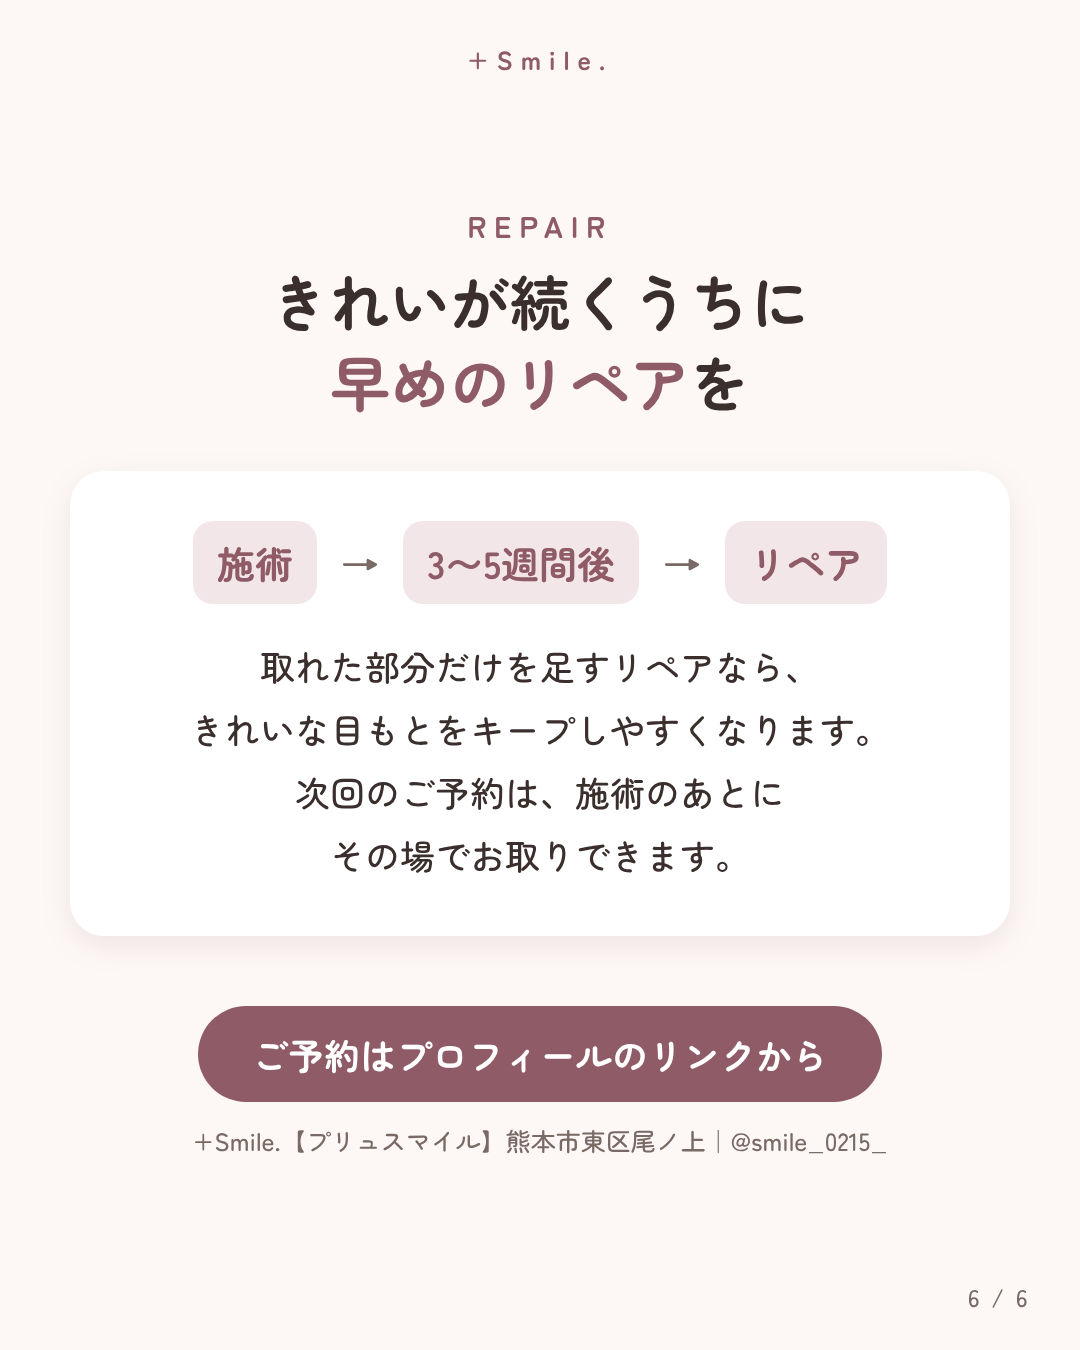 +Smile.
REPAIR
きれいが続くうちに
早めのリペアを
施術 → 3〜5週間後 → リペア
取れた部分だけを足すリペアなら、
きれいな目もとをキープしやすくなります。
次回のご予約は、施術のあとに
その場でお取りできます。
ご予約はプロフィールのリンクから
+Smile.【プリュスマイル】熊本市東区尾ノ上｜@smile_0215_
6 / 6